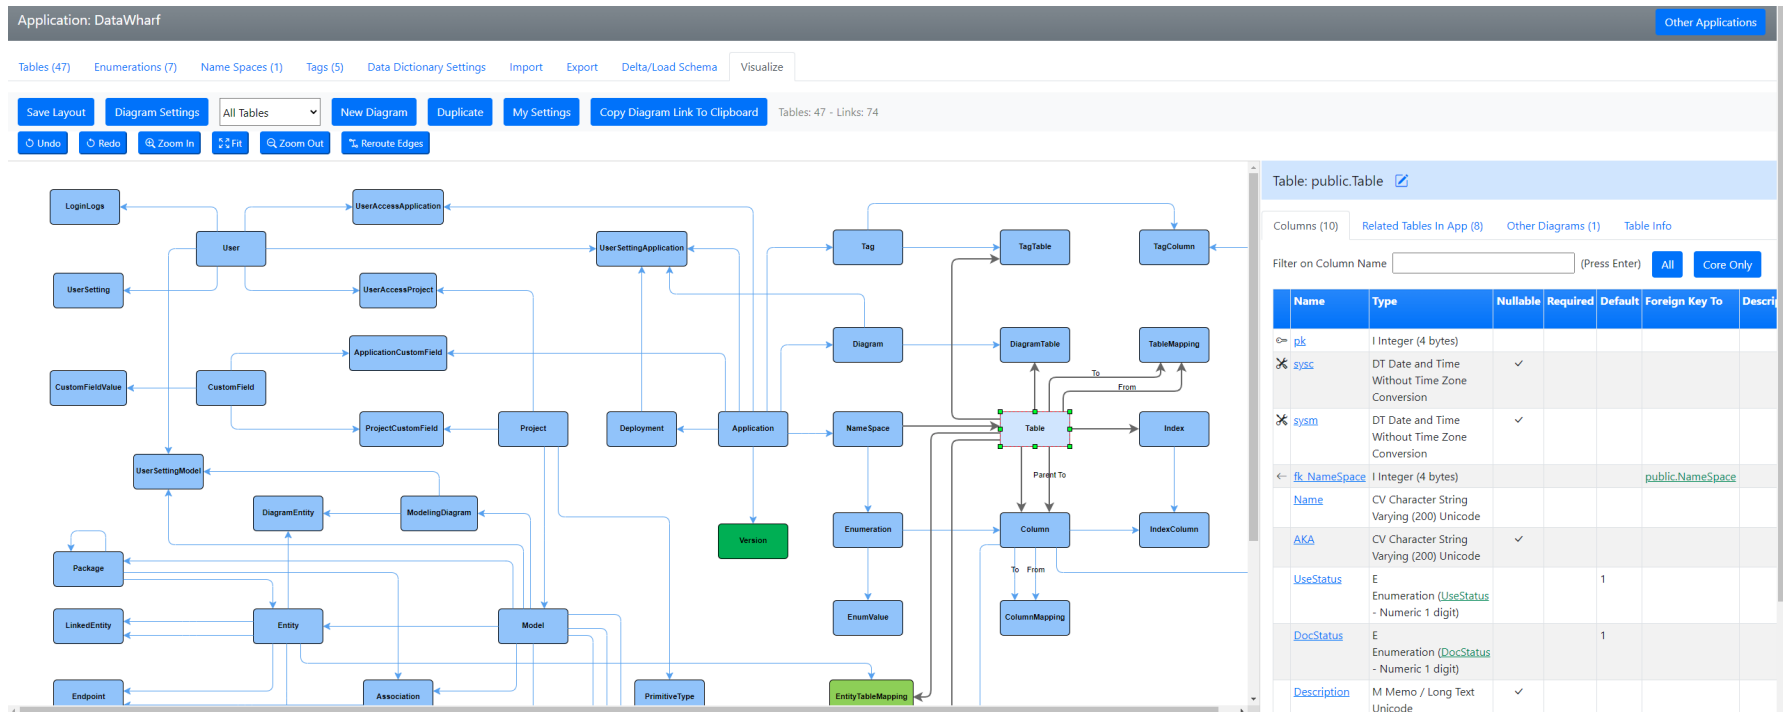 Application: DataWharf
Other Applications
Tables (47) Enumerations (7) Name Spaces (1) Tags (5) Data Dictionary Settings Import Export Delta/Load Schema Visualize
Save Layout Diagram Settings All Tables New Diagram Duplicate My Settings Copy Diagram Link To Clipboard Tables: 47 - Links: 74
Undo Redo Zoom In Fit Zoom Out Reroute Edges
LoginLogs
UserAccessApplication
User
UserSettingApplication
Tag
TagTable
TagColumn
UserSetting
UserAccessProject
ApplicationCustomField
Diagram
DiagramTable
TableMapping
To
From
CustomFieldValue
CustomField
ProjectCustomField
Project
Deployment
Application
NameSpace
Table
Index
UserSettingModel
Parent To
DiagramEntity
ModelingDiagram
Version
Enumeration
Column
IndexColumn
Package
To From
LinkedEntity
Entity
Model
EnumValue
ColumnMapping
Endpoint
Association
PrimitiveType
EntityTableMapping
Table: public.Table
Columns (10) Related Tables In App (8) Other Diagrams (1) Table Info
Filter on Column Name (Press Enter) All Core Only
Name Type Nullable Required Default Foreign Key To Descrip
pk I Integer (4 bytes)
sysc DT Date and Time
Without Time Zone
Conversion
sysm DT Date and Time
Without Time Zone
Conversion
fk_NameSpace I Integer (4 bytes) public.NameSpace
Name CV Character String
Varying (200) Unicode
AKA CV Character String
Varying (200) Unicode
UseStatus E 1
Enumeration (UseStatus
- Numeric 1 digit)
DocStatus E 1
Enumeration (DocStatus
- Numeric 1 digit)
Description M Memo / Long Text
Unicode